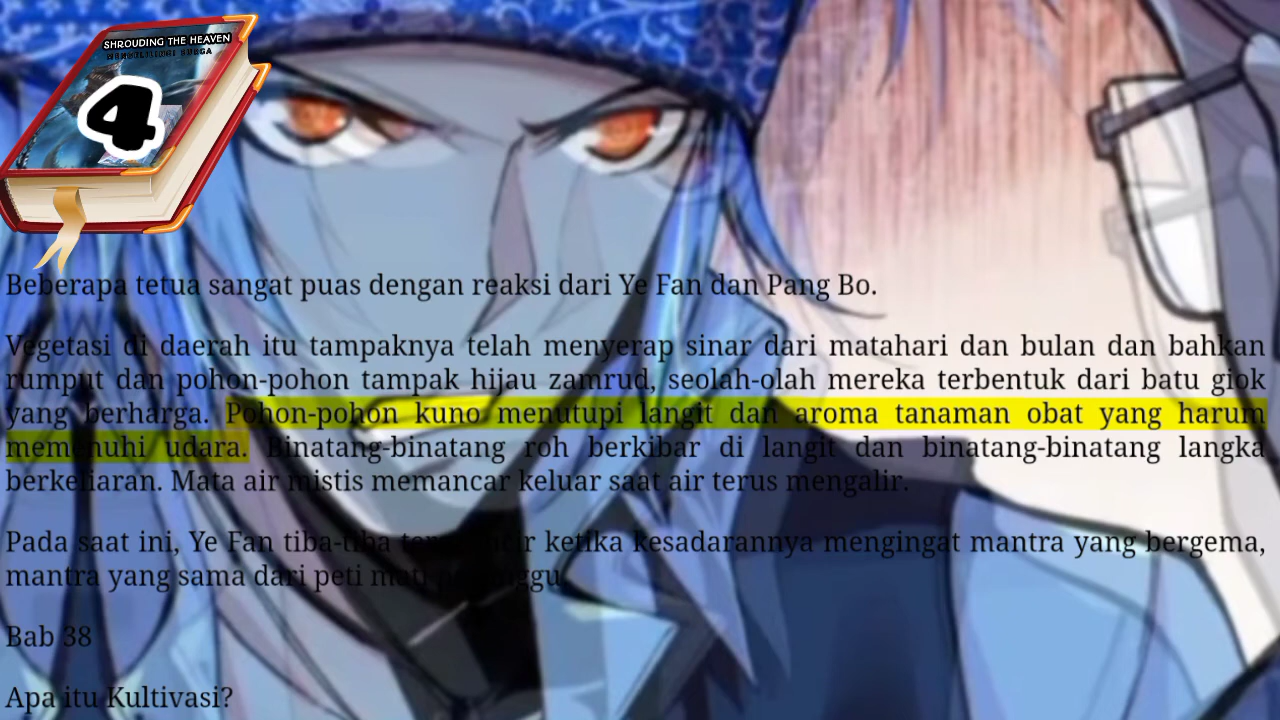 SHROUDING THE HEAVEN
4
Beberapa tetua sangat puas dengan reaksi dari Ye Fan dan Pang Bo.
Vegetasi di daerah itu tampaknya telah menyerap sinar dari matahari dan bulan dan bahkan
rumput dan pohon-pohon tampak hijau zamrud, seolah-olah mereka terbentuk dari batu giok
yang berharga. Pohon-pohon kuno menutupi langit dan aroma tanaman obat yang harum
memenuhi udara. Binatang-binatang roh berkibar di langit dan binatang-binatang langka
berkeliaran. Mata air mistis memancar keluar saat air terus mengalir.
Pada saat ini, Ye Fan tiba-tiba ketika kesadarannya mengingat mantra yang bergema,
mantra yang sama dari peti mati
Bab 38
Apa itu Kultivasi?